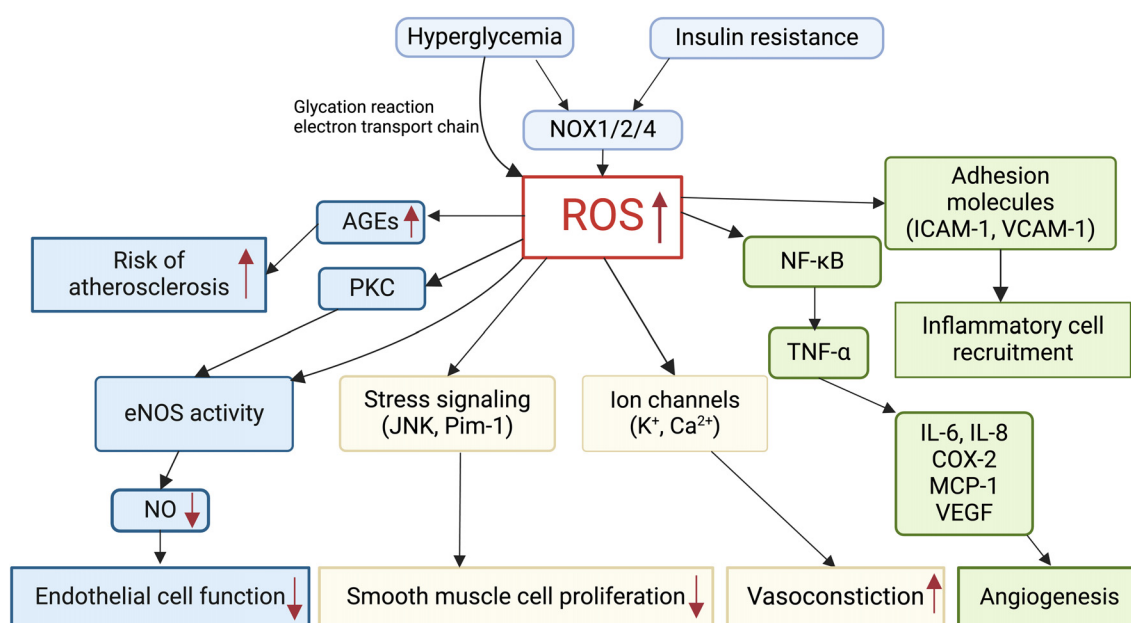 Hyperglycemia
Insulin resistance
Glycation reaction
electron transport chain
NOX1/2/4
ROS
Adhesion
molecules
(ICAM-1, VCAM-1)
AGEs
Risk of
atherosclerosis
PKC
NF-κB
Inflammatory cell
recruitment
TNF-α
eNOS activity
Stress signaling
(JNK, Pim-1)
Ion channels
(K⁺, Ca²⁺)
IL-6, IL-8
COX-2
MCP-1
VEGF
NO
Endothelial cell function
Smooth muscle cell proliferation
Vasoconstiction
Angiogenesis